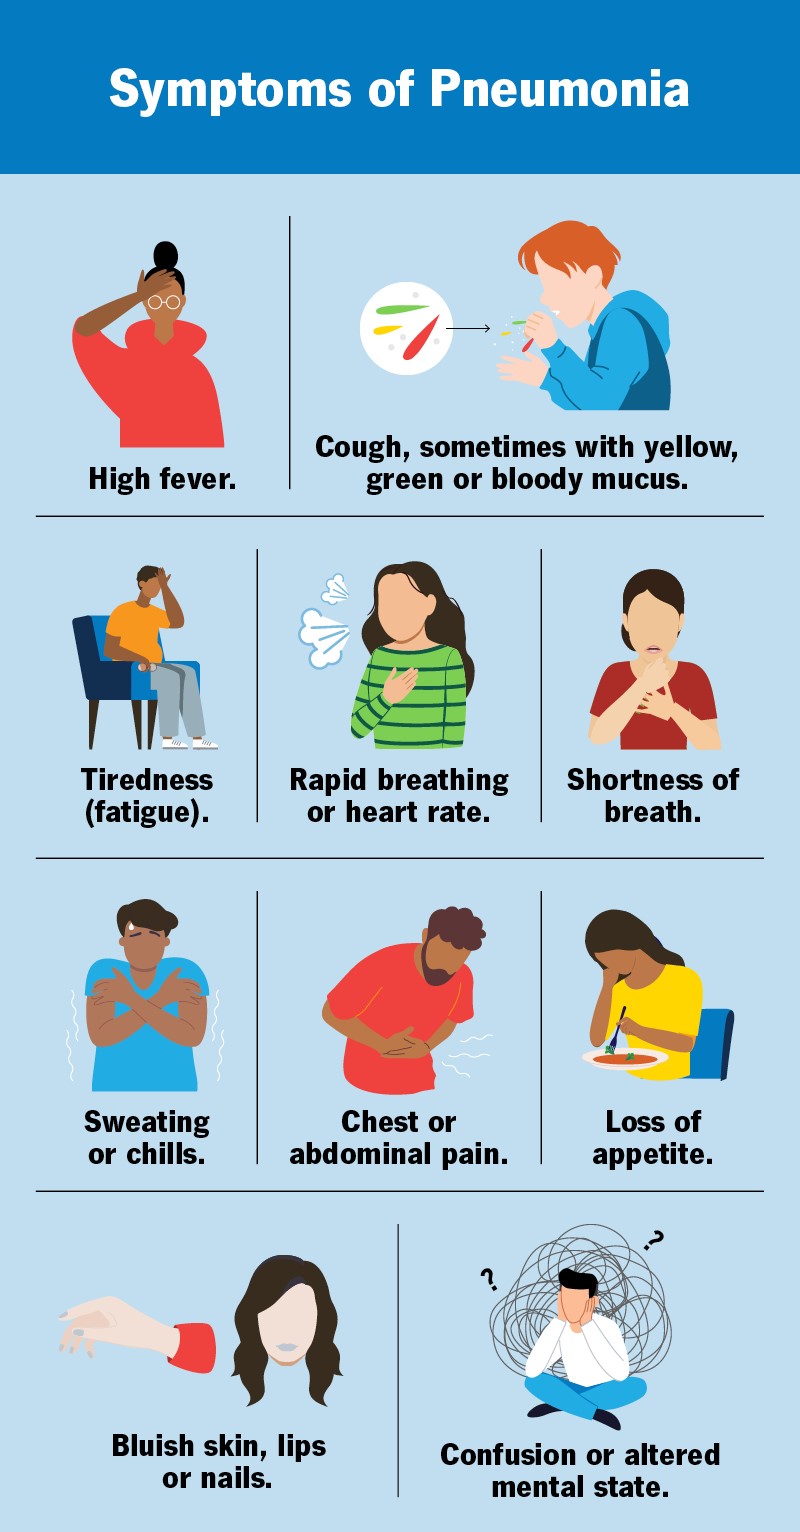 Symptoms of Pneumonia
High fever.
Cough, sometimes with yellow,
green or bloody mucus.
Tiredness
(fatigue).
Rapid breathing
or heart rate.
Shortness of
breath.
Sweating
or chills.
Chest or
abdominal pain.
Loss of
appetite.
? ?
Bluish skin, lips
or nails.
Confusion or altered
mental state.